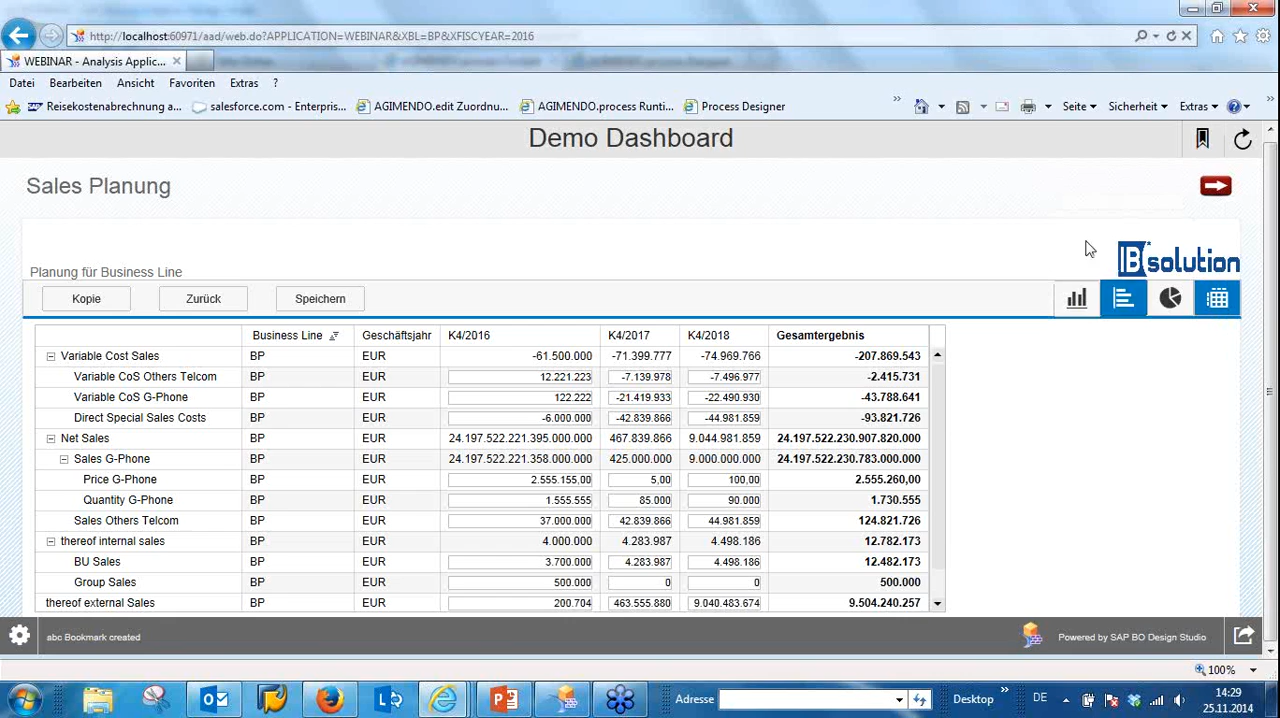 http://localhost:60971/aad/web.do?APPLICATION=WEBINAR&XBL=BP&XFISCYEAR=2016
WEBINAR - Analysis Applic...
Datei Bearbeiten Ansicht Favoriten Extras ?
Reisekostenabrechnung a... salesforce.com - Enterpris... AGIMENDO.edit Zuordnu... AGIMENDO.process Runti... Process Designer » Seite Sicherheit Extras »
Demo Dashboard
Sales Planung
IBsolution
Planung für Business Line
Kopie Zurück Speichern
Business Line Geschäftsjahr K4/2016 K4/2017 K4/2018 Gesamtergebnis
Variable Cost Sales BP EUR -61.500.000 -71.399.777 -74.969.766 -207.869.543
Variable CoS Others Telcom BP EUR 12.221.223 -7.139.978 -7.496.977 -2.415.731
Variable CoS G-Phone BP EUR 122.222 -21.419.933 -22.490.930 -43.788.641
Direct Special Sales Costs BP EUR -6.000.000 -42.839.866 -44.981.859 -93.821.726
Net Sales BP EUR 24.197.522.221.395.000.000 467.839.866 9.044.981.859 24.197.522.230.907.820.000
Sales G-Phone BP EUR 24.197.522.221.358.000.000 425.000.000 9.000.000.000 24.197.522.230.783.000.000
Price G-Phone BP EUR 2.555.155,00 5,00 100,00 2.555.260,00
Quantity G-Phone BP EUR 1.555.555 85.000 90.000 1.730.555
Sales Others Telcom BP EUR 37.000.000 42.839.866 44.981.859 124.821.726
thereof internal sales BP EUR 4.000.000 4.283.987 4.498.186 12.782.173
BU Sales BP EUR 3.700.000 4.283.987 4.498.186 12.482.173
Group Sales BP EUR 500.000 0 0 500.000
thereof external Sales BP EUR 200.704 463.555.880 9.040.483.674 9.504.240.257
abc Bookmark created Powered by SAP BO Design Studio
100%
Adresse Desktop » DE 14:29
25.11.2014